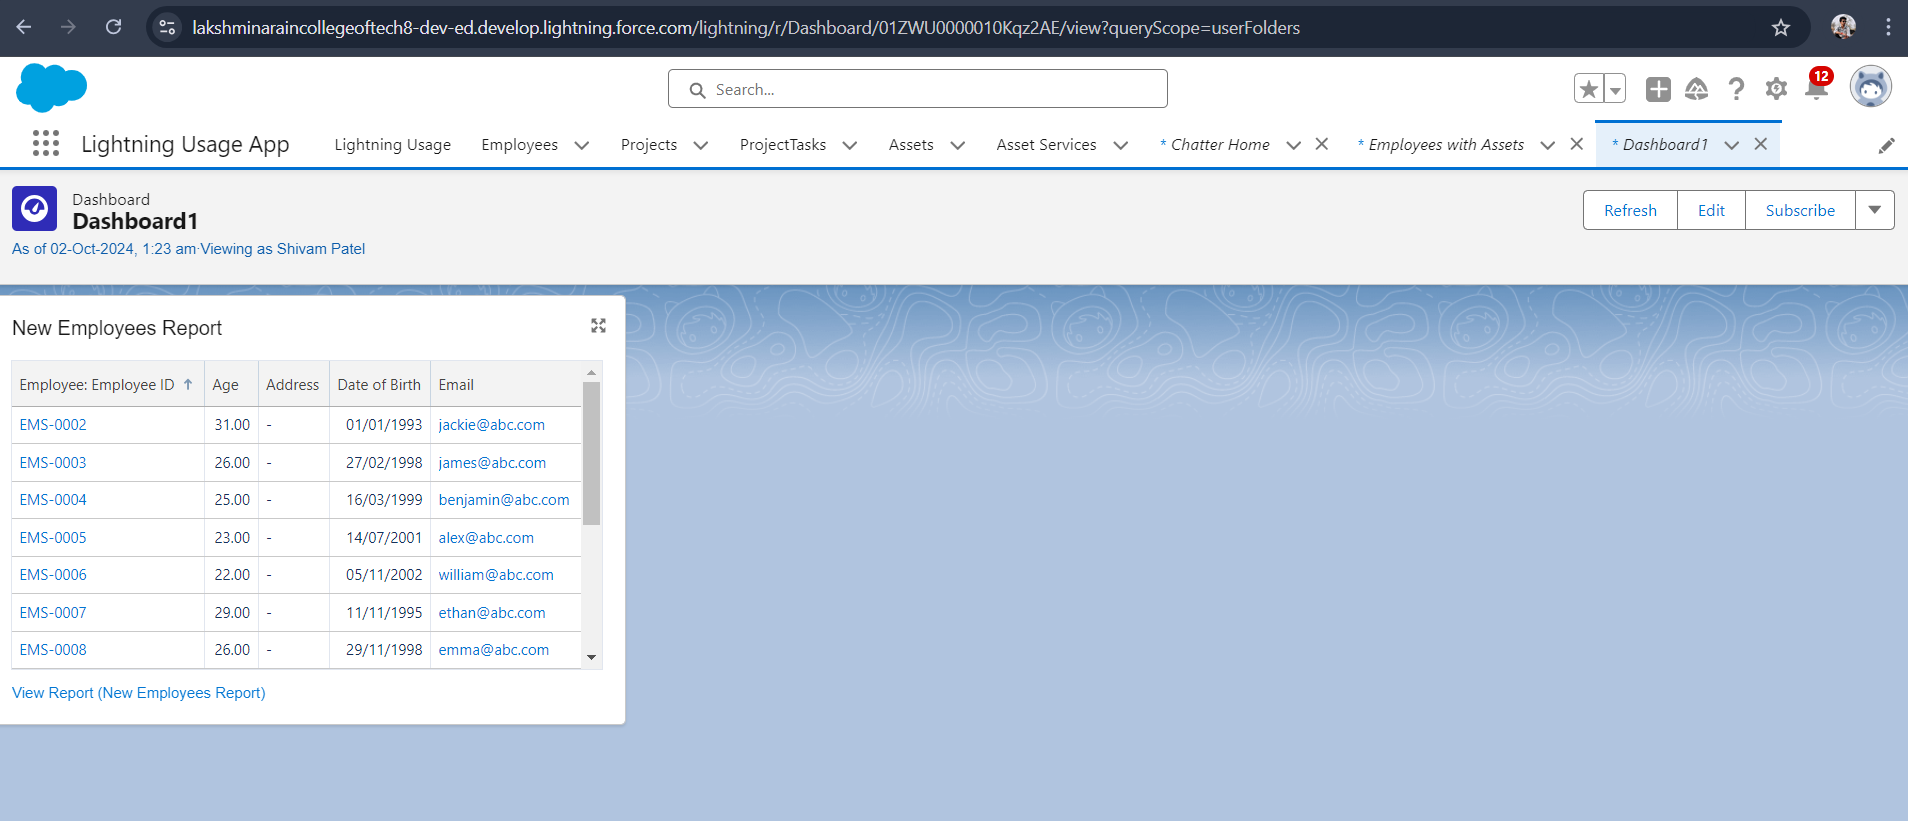 lakshminaraincollegeoftech8-dev-ed.develop.lightning.force.com/lightning/r/Dashboard/01ZWU0000010Kqz2AE/view?queryScope=userFolders
Search...
12
Lightning Usage App
Lightning Usage
Employees
Projects
ProjectTasks
Assets
Asset Services
* Chatter Home
* Employees with Assets
* Dashboard1
Dashboard
Dashboard1
As of 02-Oct-2024, 1:23 am·Viewing as Shivam Patel
Refresh
Edit
Subscribe
New Employees Report
Employee: Employee ID ↑ Age Address Date of Birth Email
EMS-0002 31.00 - 01/01/1993 jackie@abc.com
EMS-0003 26.00 - 27/02/1998 james@abc.com
EMS-0004 25.00 - 16/03/1999 benjamin@abc.com
EMS-0005 23.00 - 14/07/2001 alex@abc.com
EMS-0006 22.00 - 05/11/2002 william@abc.com
EMS-0007 29.00 - 11/11/1995 ethan@abc.com
EMS-0008 26.00 - 29/11/1998 emma@abc.com
View Report (New Employees Report)